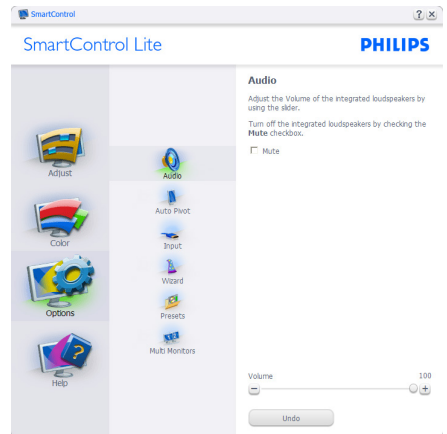 SmartControl
SmartControl Lite
PHILIPS
Adjust
Color
Options
Help
Audio
Auto Pivot
Input
Wizard
Presets
Multi Monitors
Audio
Adjust the Volume of the integrated loudspeakers by
using the slider.
Turn off the integrated loudspeakers by checking the
Mute checkbox.
Mute
Volume 100
Undo